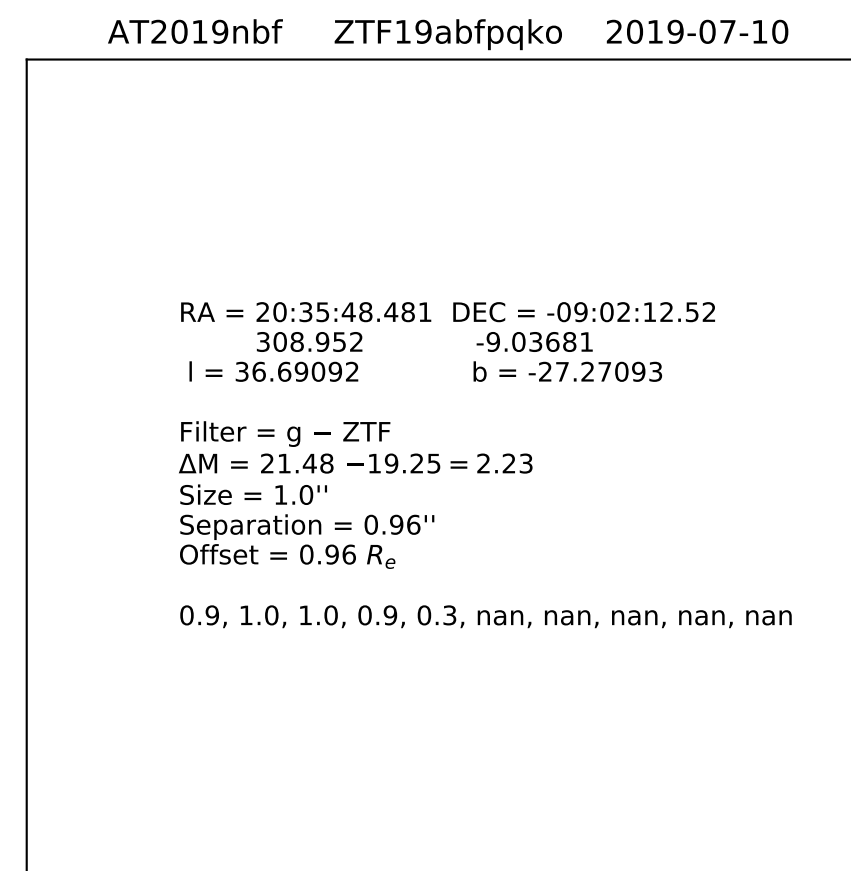 AT2019nbf ZTF19abfpqko 2019-07-10
RA = 20:35:48.481 DEC = -09:02:12.52
308.952 -9.03681
l = 36.69092 b = -27.27093
Filter = g − ZTF
ΔM = 21.48 −19.25 = 2.23
Size = 1.0''
Separation = 0.96''
Offset = 0.96 Rₑ
0.9, 1.0, 1.0, 0.9, 0.3, nan, nan, nan, nan, nan